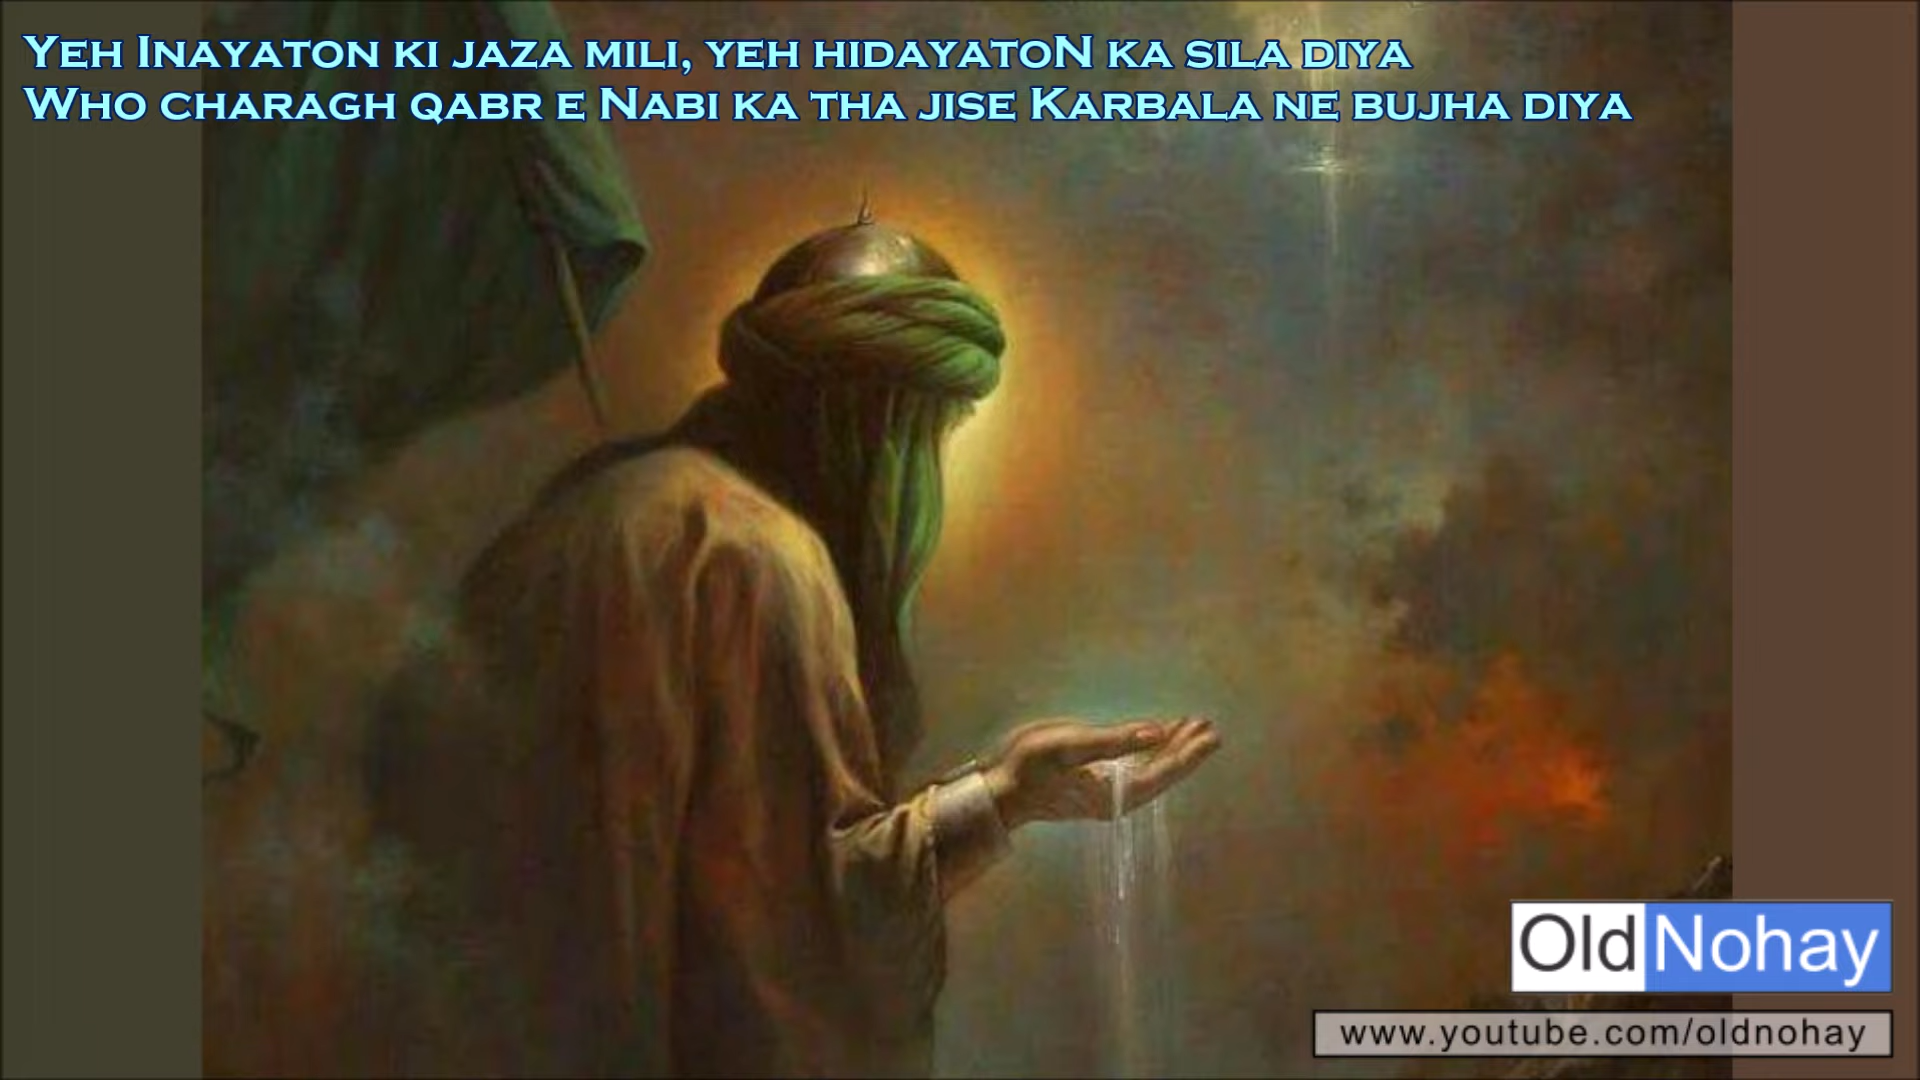 Yeh Inayaton ki jaza mili, yeh hidayatoN ka sila diya
Who charagh qabr e Nabi ka tha jise Karbala ne bujha diya
OldNohay
www.youtube.com/oldnohay